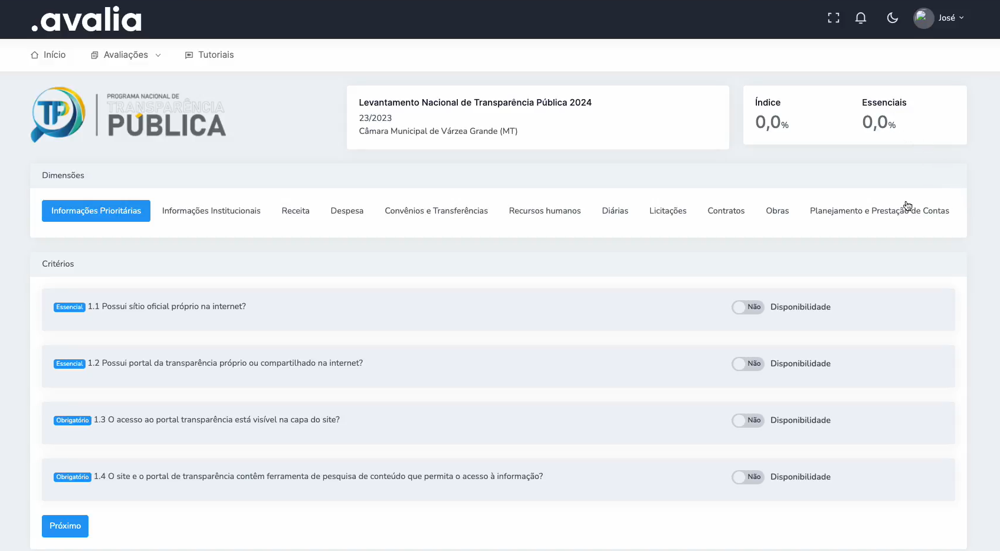 .avalia
José
Início
Avaliações
Tutoriais
TP
PROGRAMA NACIONAL DE
TRANSPARÊNCIA
PÚBLICA
Levantamento Nacional de Transparência Pública 2024
23/2023
Câmara Municipal de Várzea Grande (MT)
Índice
0,0%
Essenciais
0,0%
Dimensões
Informações Prioritárias
Informações Institucionais
Receita
Despesa
Convênios e Transferências
Recursos humanos
Diárias
Licitações
Contratos
Obras
Planejamento e Prestação de Contas
Critérios
Essencial 1.1 Possui sítio oficial próprio na internet?
Não Disponibilidade
Essencial 1.2 Possui portal da transparência próprio ou compartilhado na internet?
Não Disponibilidade
Obrigatório 1.3 O acesso ao portal transparência está visível na capa do site?
Não Disponibilidade
Obrigatório 1.4 O site e o portal de transparência contêm ferramenta de pesquisa de conteúdo que permita o acesso à informação?
Não Disponibilidade
Próximo